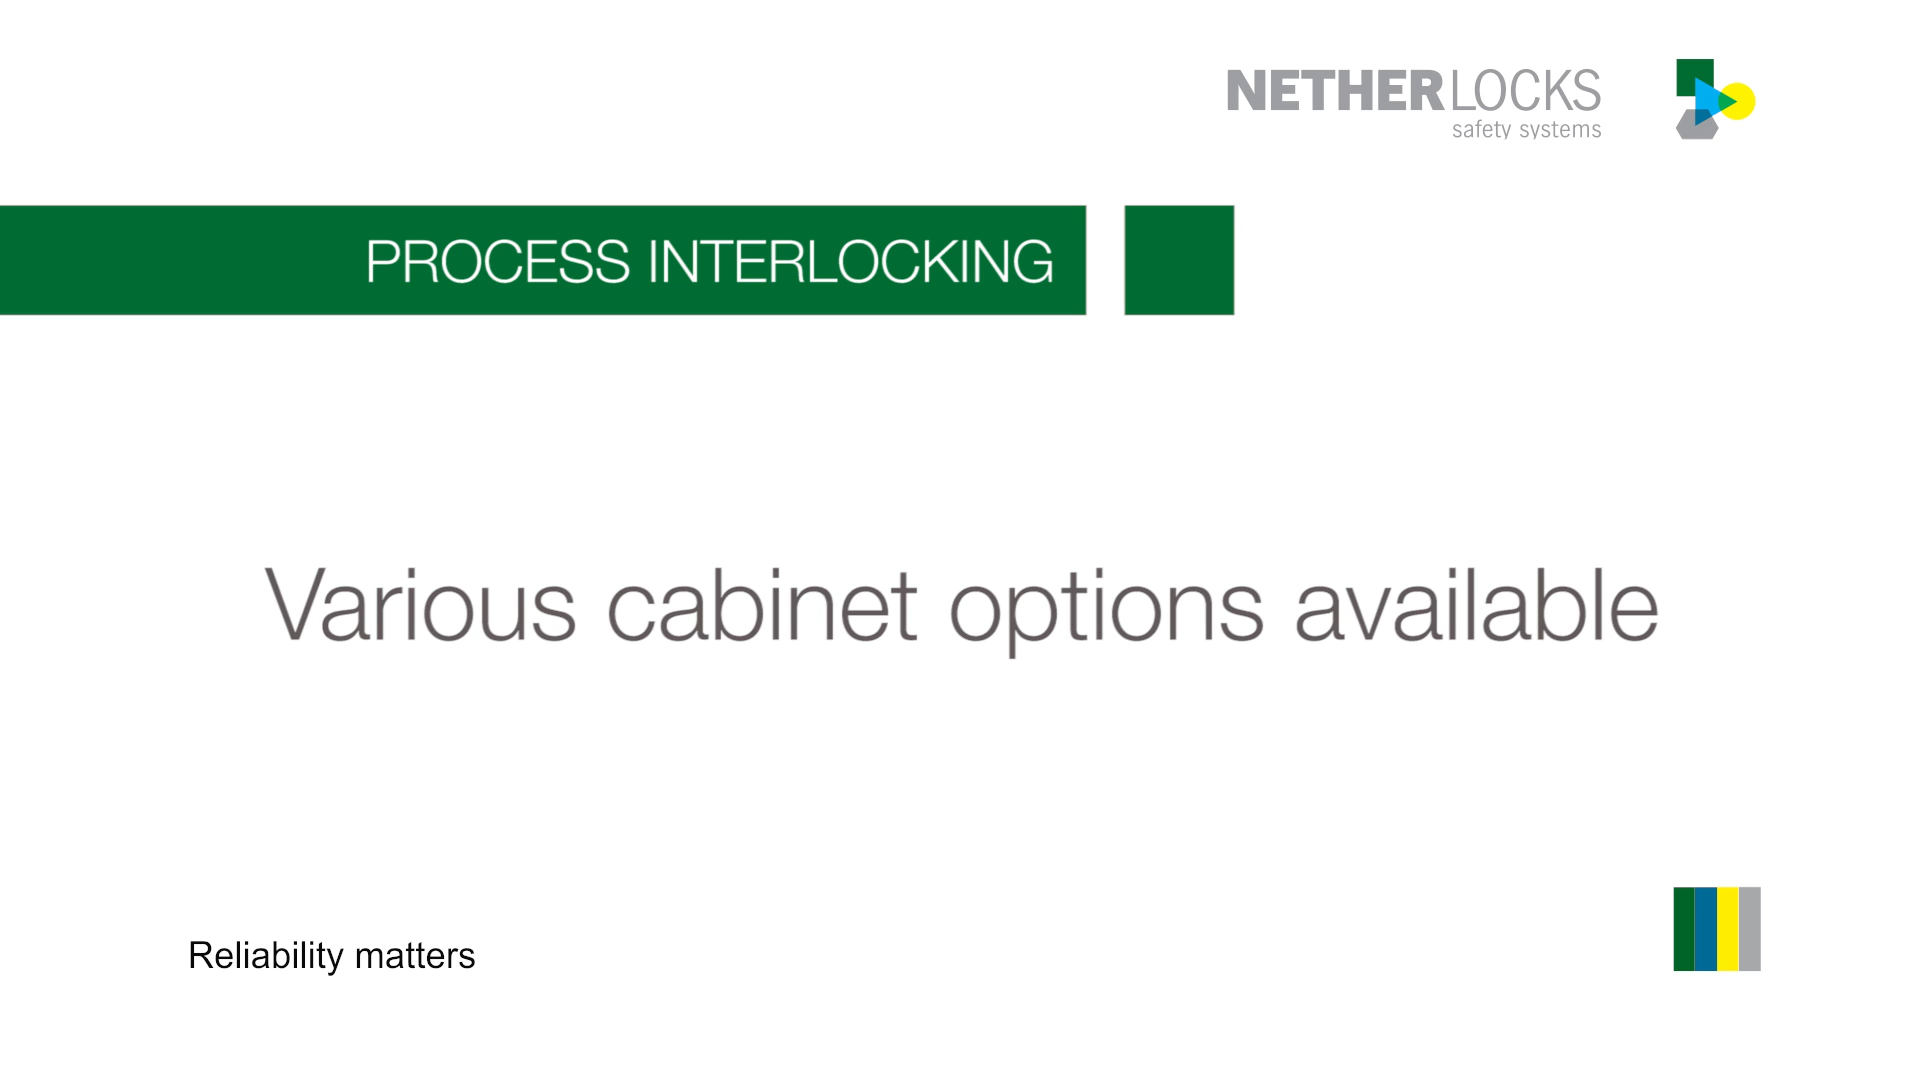 NETHERLOCKS
safety systems
PROCESS INTERLOCKING
Various cabinet options available
Reliability matters